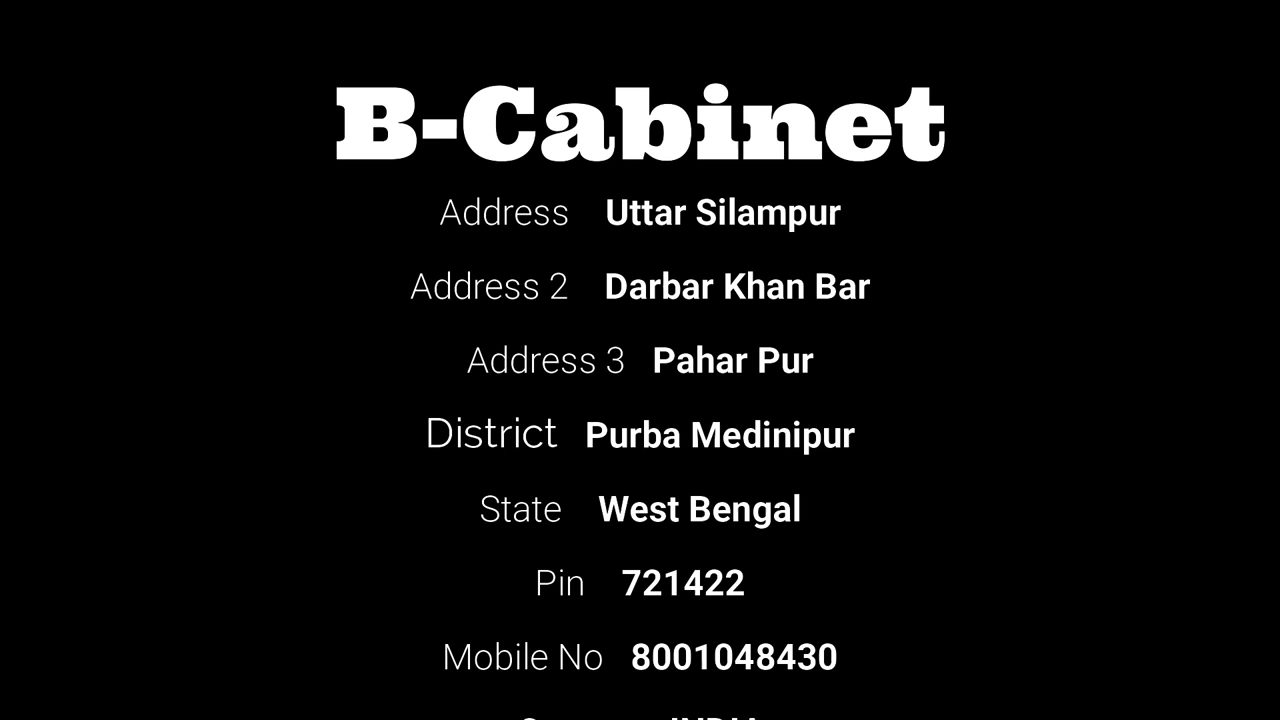 B-Cabinet
Address Uttar Silampur
Address 2 Darbar Khan Bar
Address 3 Pahar Pur
District Purba Medinipur
State West Bengal
Pin 721422
Mobile No 8001048430
INDIA